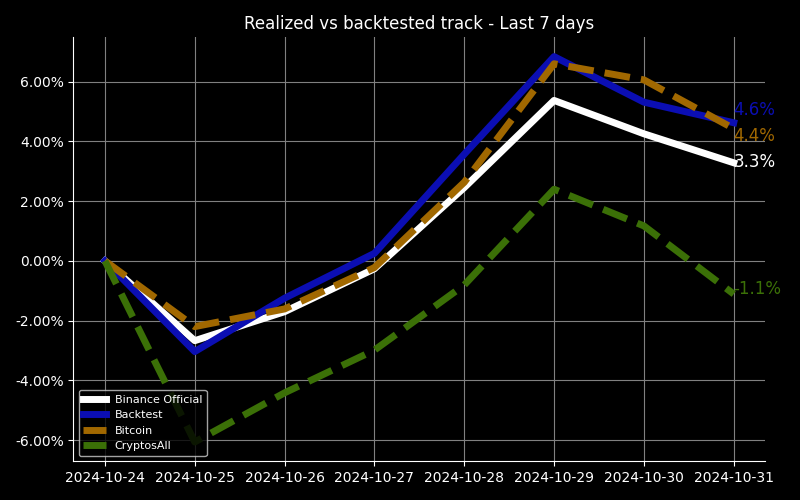 Realized vs backtested track - Last 7 days
6.00%
4.00%
2.00%
0.00%
-2.00%
-4.00%
-6.00%
4.6%
4.4%
3.3%
-1.1%
Binance Official
Backtest
Bitcoin
CryptosAll
2024-10-24 2024-10-25 2024-10-26 2024-10-27 2024-10-28 2024-10-29 2024-10-30 2024-10-31